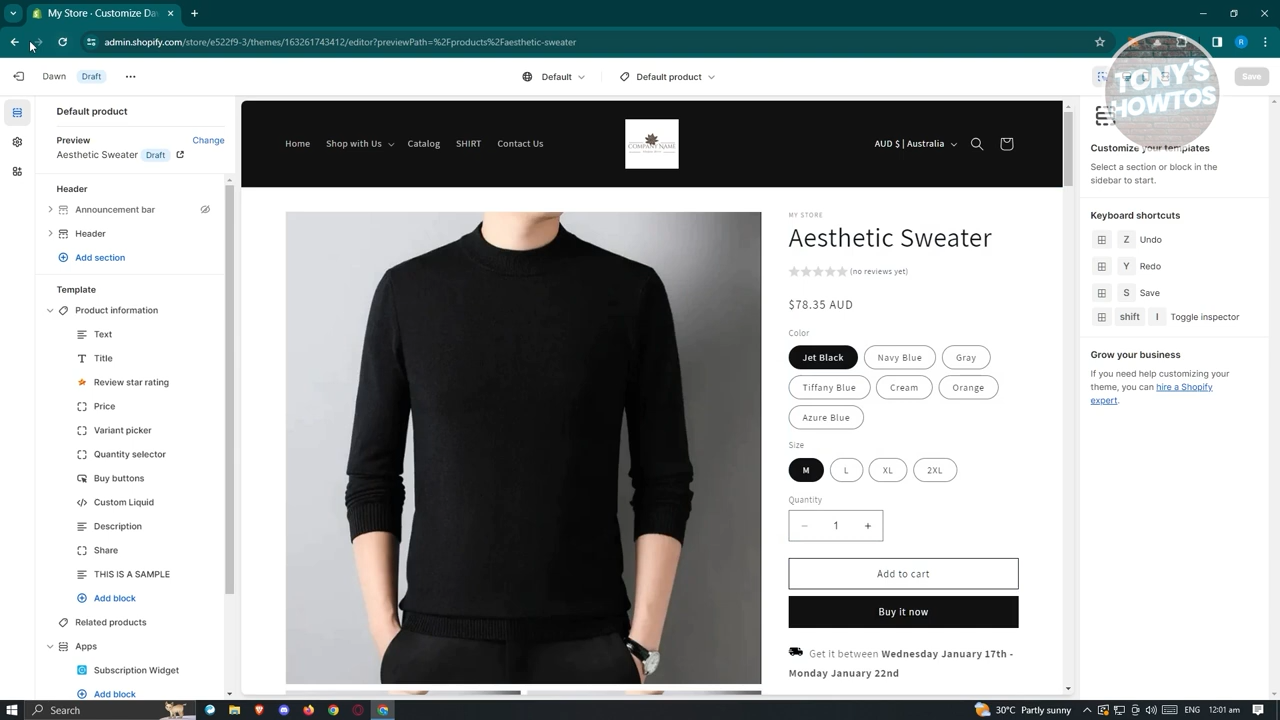 My Store · Customize Da
admin.shopify.com/store/e522f9-3/themes/163261743412/editor?previewPath=%2Fproducts%2Faesthetic-sweater
R
Dawn
Draft
Default
Default product
Save
TONY'S
HOWTOS
Default product
Preview
Change
Aesthetic Sweater
Draft
Header
Announcement bar
Header
Add section
Template
Product information
Text
Title
Review star rating
Price
Variant picker
Quantity selector
Buy buttons
Custom Liquid
Description
Share
THIS IS A SAMPLE
Add block
Related products
Apps
Subscription Widget
Add block
Home
Shop with Us
Catalog
SHIRT
Contact Us
COMPANY NAME
AUD $ | Australia
MY STORE
Aesthetic Sweater
(no reviews yet)
$78.35 AUD
Color
Jet Black
Navy Blue
Gray
Tiffany Blue
Cream
Orange
Azure Blue
Size
M
L
XL
2XL
Quantity
1
Add to cart
Buy it now
Get it between Wednesday January 17th -
Monday January 22nd
Customize your templates
Select a section or block in the
sidebar to start.
Keyboard shortcuts
Z Undo
Y Redo
S Save
shift I Toggle inspector
Grow your business
If you need help customizing your
theme, you can hire a Shopify
expert.
Search
30°C Partly sunny
ENG
12:01 am